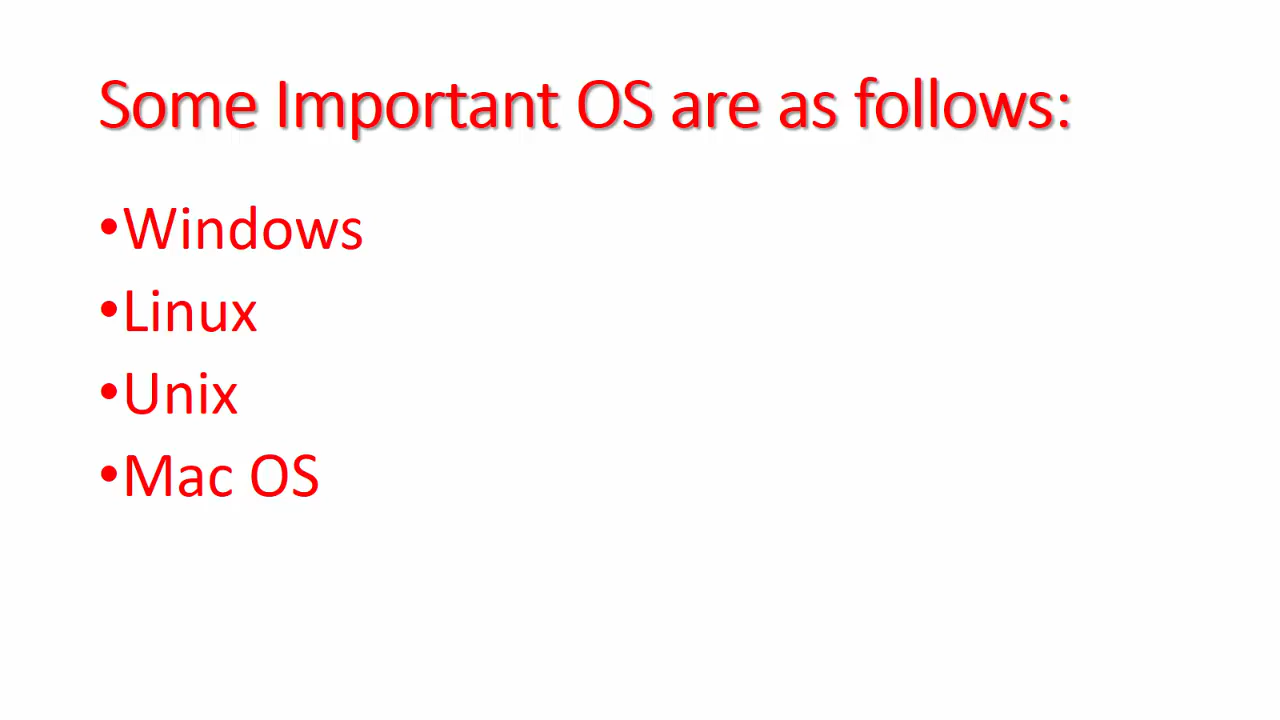 Some Important OS are as follows:
•Windows
•Linux
•Unix
•Mac OS